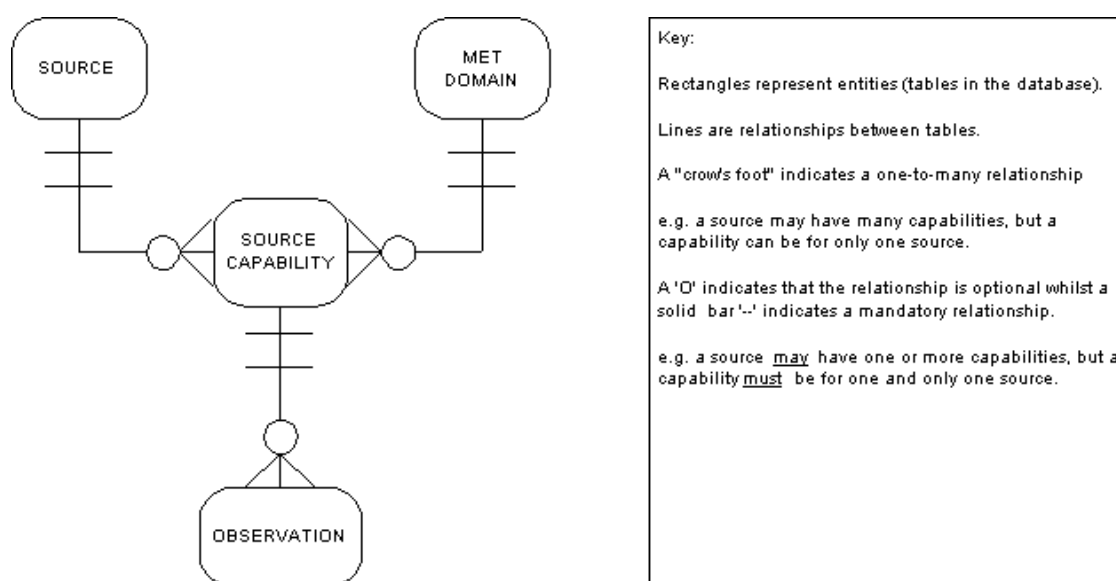 SOURCE
MET
DOMAIN
SOURCE
CAPABILITY
OBSERVATION
Key:
Rectangles represent entities (tables in the database).
Lines are relationships between tables.
A "crow's foot" indicates a one-to-many relationship
e.g. a source may have many capabilities, but a
capability can be for only one source.
A 'O' indicates that the relationship is optional whilst a
solid bar '--' indicates a mandatory relationship.
e.g. a source may have one or more capabilities, but a
capability must be for one and only one source.